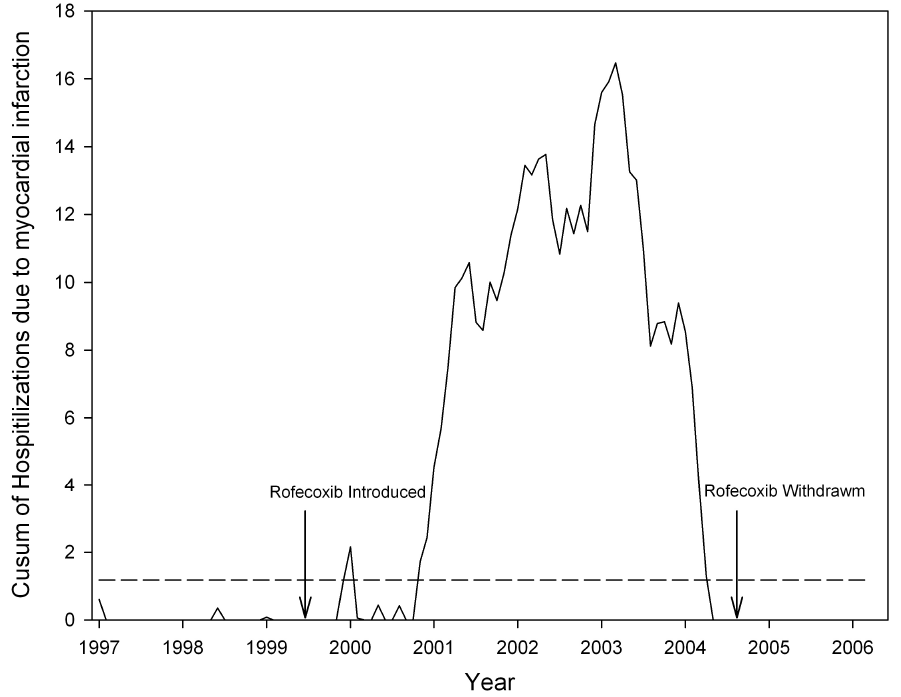 Cusum of Hospitilizations due to myocardial infarction
18
16
14
12
10
8
6
4
2
0
Rofecoxib Introduced
Rofecoxib Withdrawm
1997 1998 1999 2000 2001 2002 2003 2004 2005 2006
Year